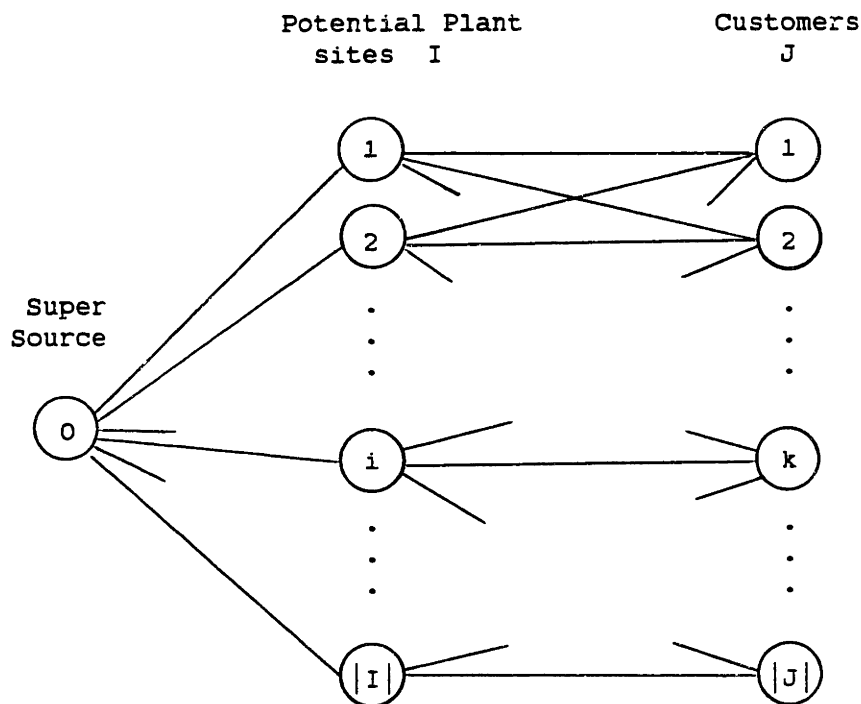 Potential Plant
sites I
Customers
J
1
1
2
2
Super
Source
0
i
k
|I|
|J|